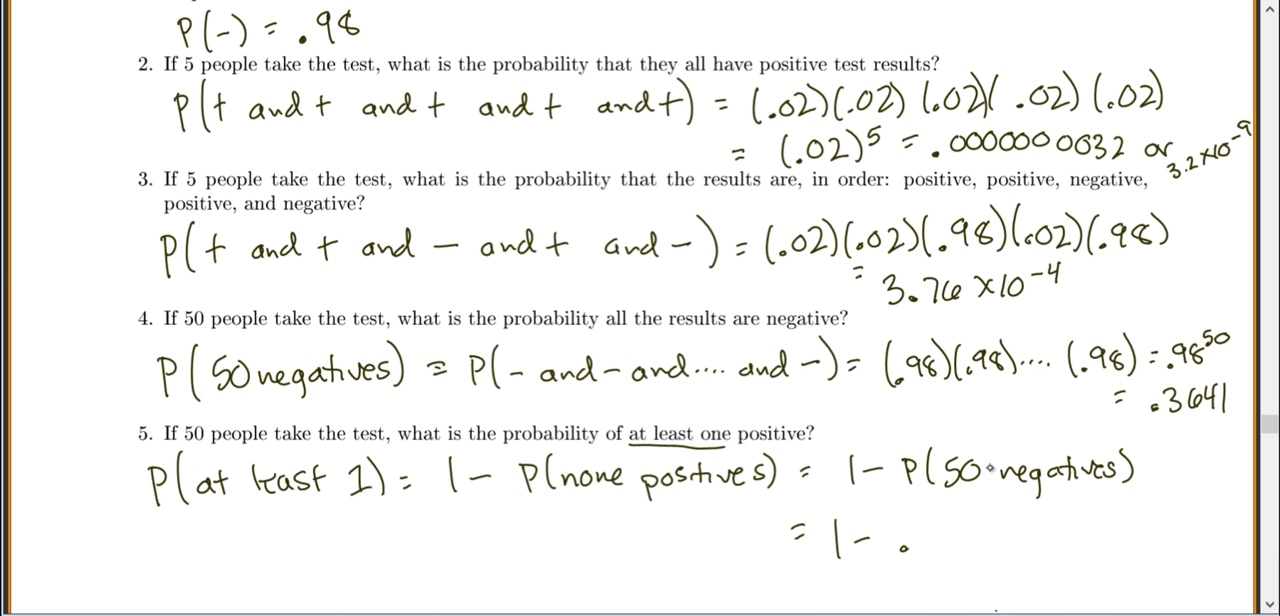 P(-) = .98
2. If 5 people take the test, what is the probability that they all have positive test results?
P(+ and + and + and + and +) = (.02)(.02)(.02)(.02)(.02)
= (.02)^5 = .0000000032 or 3.2×10^-9
3. If 5 people take the test, what is the probability that the results are, in order: positive, positive, negative,
positive, and negative?
P(+ and + and - and + and -) = (.02)(.02)(.98)(.02)(.98)
= 3.76 ×10^-4
4. If 50 people take the test, what is the probability all the results are negative?
P(50 negatives) = P(- and - and .... and -) = (.98)(.98).... (.98) = .98^50
= .3641
5. If 50 people take the test, what is the probability of at least one positive?
P(at least 1) = 1 - P(none positives) = 1 - P(50 negatives)
= 1 - .